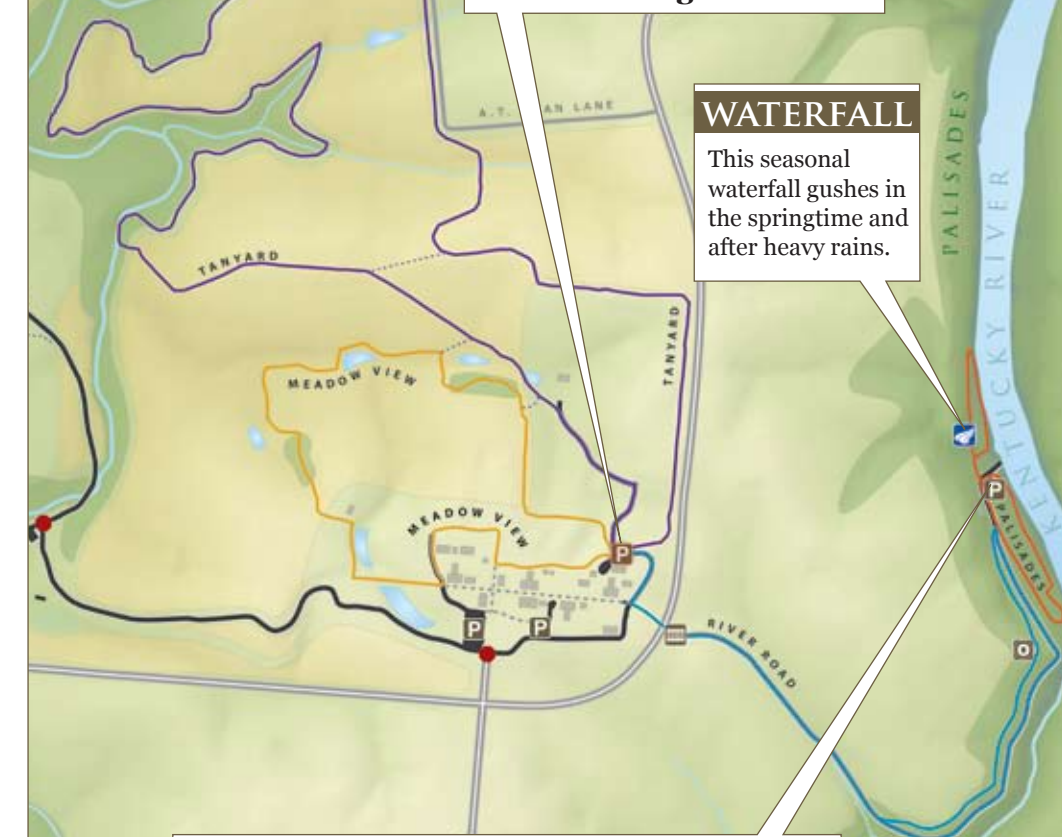 A.T.
LANE
WATERFALL
This seasonal
waterfall gushes in
the springtime and
after heavy rains.
PALISADES
KENTUCKY RIVER
TANYARD
TANYARD
MEADOW VIEW
MEADOW VIEW
P
P
PALISADES
P
P
RIVER ROAD
O